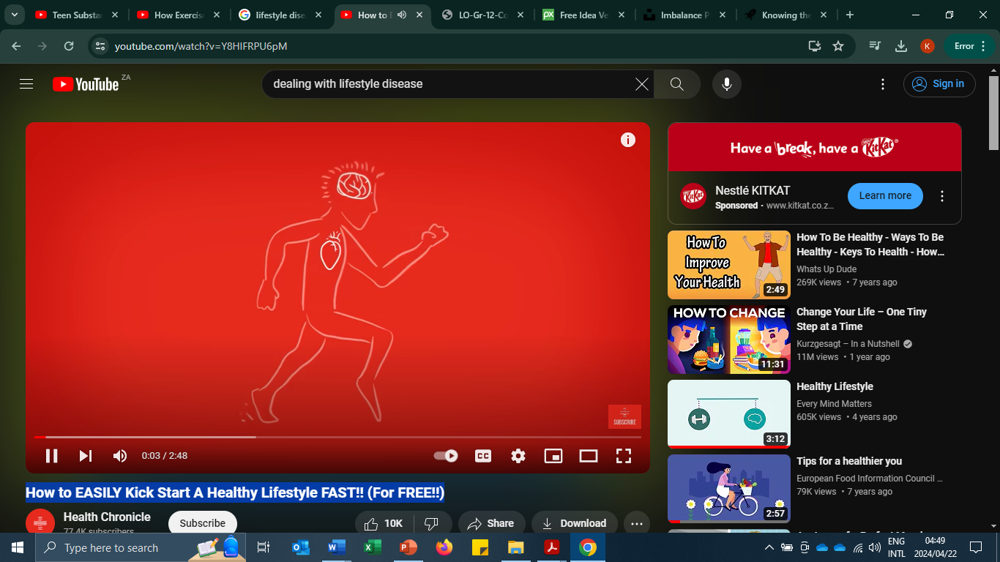 Teen Substa
How Exercis
lifestyle dise
How to
LO-Gr-12-Co
Free Idea Ve
Imbalance P
Knowing the
youtube.com/watch?v=Y8HIFRPU6pM
K
Error
YouTube ZA
dealing with lifestyle disease
Sign in
i
SUBSCRIBE
0:03 / 2:48
CC
How to EASILY Kick Start A Healthy Lifestyle FAST!! (For FREE!!)
Health Chronicle
77.4K subscribers
Subscribe
10K
Share
Download
Have a break, have a KitKat
KitKat
Nestlé KITKAT
Sponsored · www.kitkat.co.z...
Learn more
How To
Improve
Your Health
2:49
How To Be Healthy - Ways To Be
Healthy - Keys To Health - How...
Whats Up Dude
269K views • 7 years ago
HOW TO CHANGE
11:31
Change Your Life – One Tiny
Step at a Time
Kurzgesagt – In a Nutshell
11M views • 1 year ago
3:12
Healthy Lifestyle
Every Mind Matters
605K views • 4 years ago
2:57
Tips for a healthier you
European Food Information Council ...
79K views • 7 years ago
Type here to search
ENG
INTL
04:49
2024/04/22